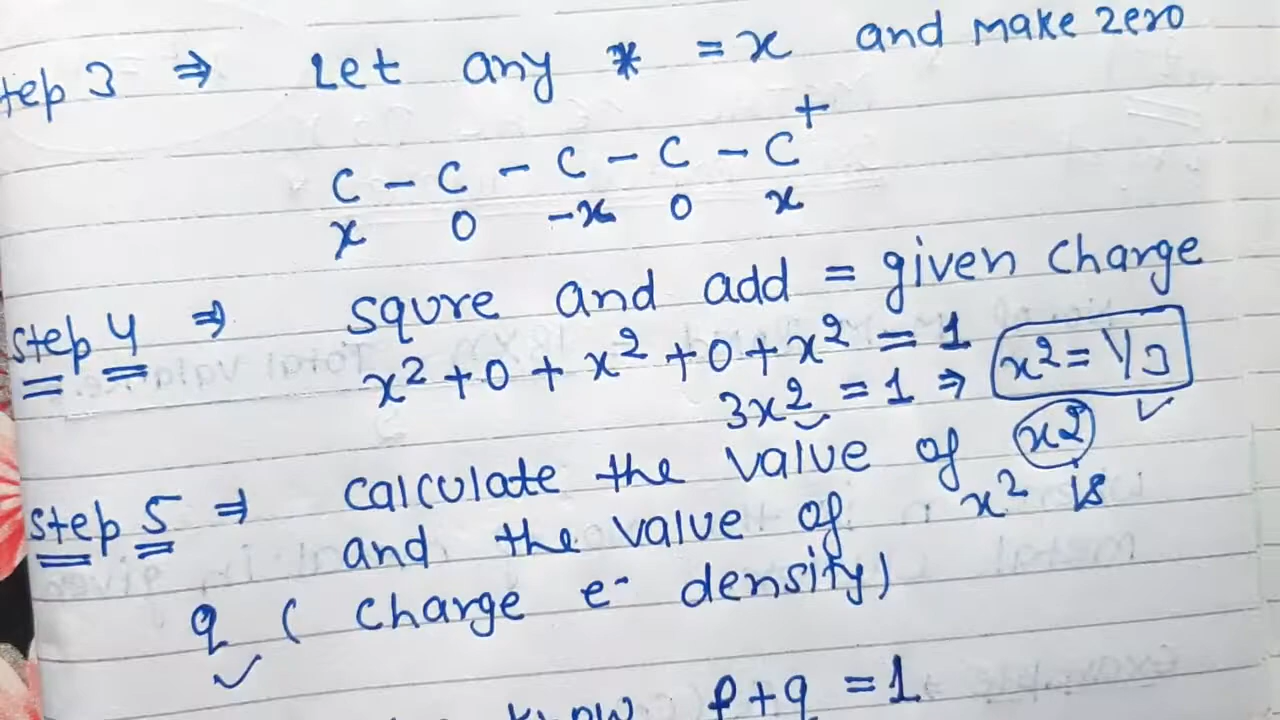 tep 3 ⇒ Let any * = x and make zero
C – C – C – C – C⁺
x 0 -x 0 x
step 4 ⇒ squre and add = given charge
x² + 0 + x² + 0 + x² = 1
3x² = 1 ⇒ x² = 1/3
step 5 ⇒ calculate the value of x²
and the value of x² is
q ( charge e⁻ density)
know ρ + q = 1